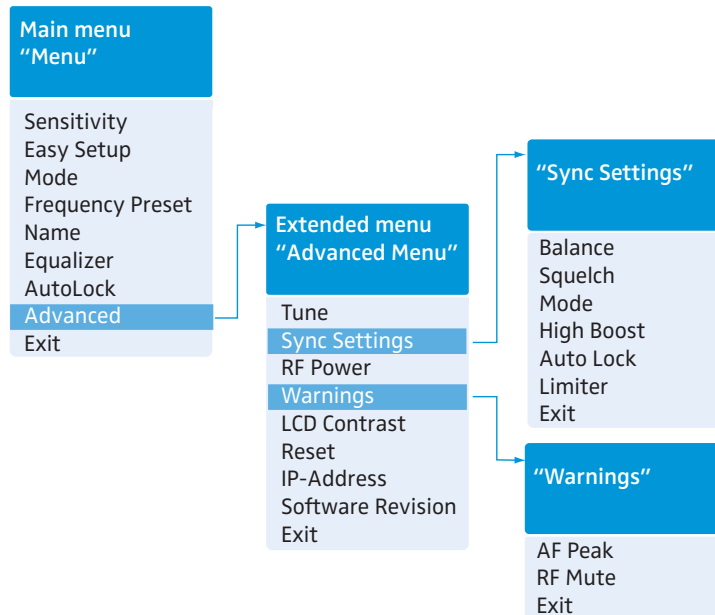 Main menu
“Menu”
Sensitivity
Easy Setup
Mode
Frequency Preset
Name
Equalizer
AutoLock
Advanced
Exit
Extended menu
“Advanced Menu”
Tune
Sync Settings
RF Power
Warnings
LCD Contrast
Reset
IP-Address
Software Revision
Exit
“Sync Settings”
Balance
Squelch
Mode
High Boost
Auto Lock
Limiter
Exit
“Warnings”
AF Peak
RF Mute
Exit